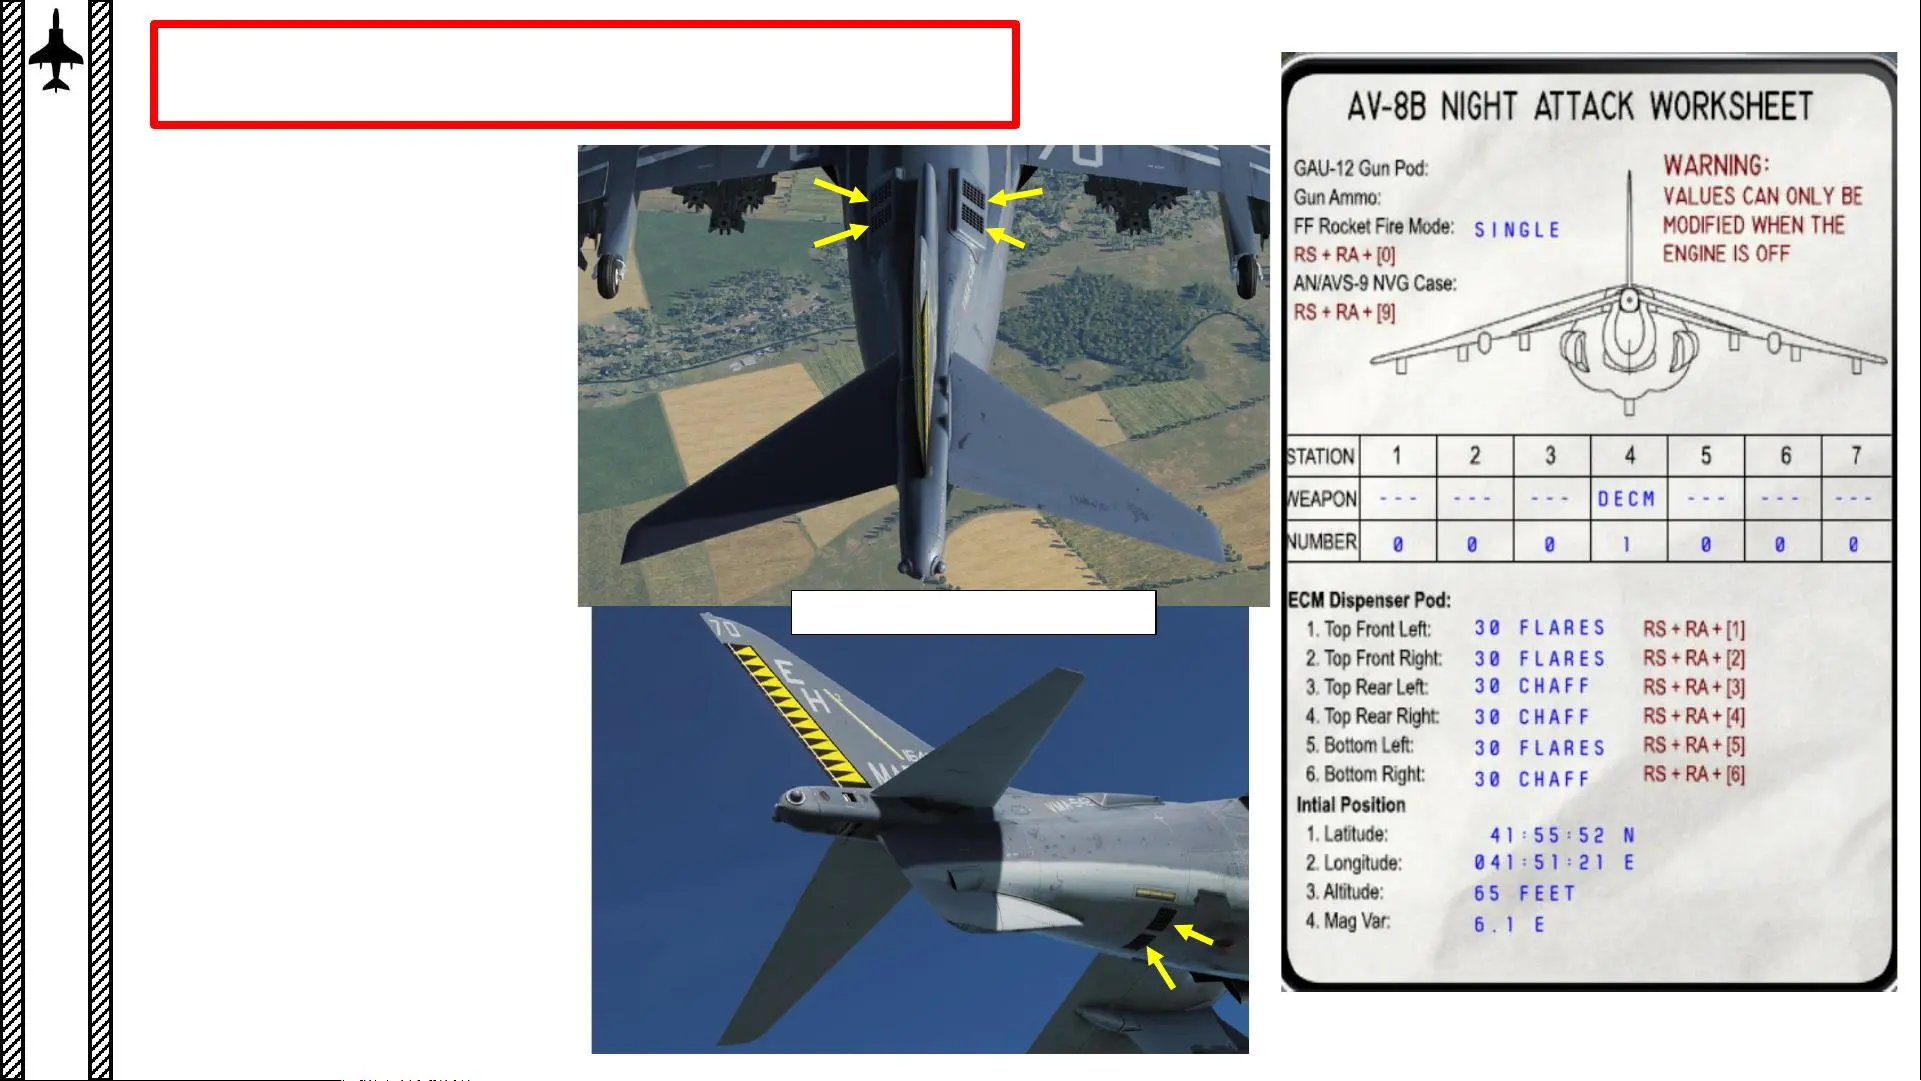 AV-8B NIGHT ATTACK WORKSHEET
GAU-12 Gun Pod:
Gun Ammo:
FF Rocket Fire Mode: SINGLE
RS + RA + [0]
AN/AVS-9 NVG Case:
RS + RA + [9]
WARNING:
VALUES CAN ONLY BE
MODIFIED WHEN THE
ENGINE IS OFF
STATION 1 2 3 4 5 6 7
WEAPON --- --- --- DECM --- --- ---
NUMBER 0 0 0 1 0 0 0
ECM Dispenser Pod:
1. Top Front Left: 30 FLARES RS + RA + [1]
2. Top Front Right: 30 FLARES RS + RA + [2]
3. Top Rear Left: 30 CHAFF RS + RA + [3]
4. Top Rear Right: 30 CHAFF RS + RA + [4]
5. Bottom Left: 30 FLARES RS + RA + [5]
6. Bottom Right: 30 CHAFF RS + RA + [6]
Intial Position
1. Latitude: 41:55:52 N
2. Longitude: 041:51:21 E
3. Altitude: 65 FEET
4. Mag Var: 6.1 E
70
70
70
E
H